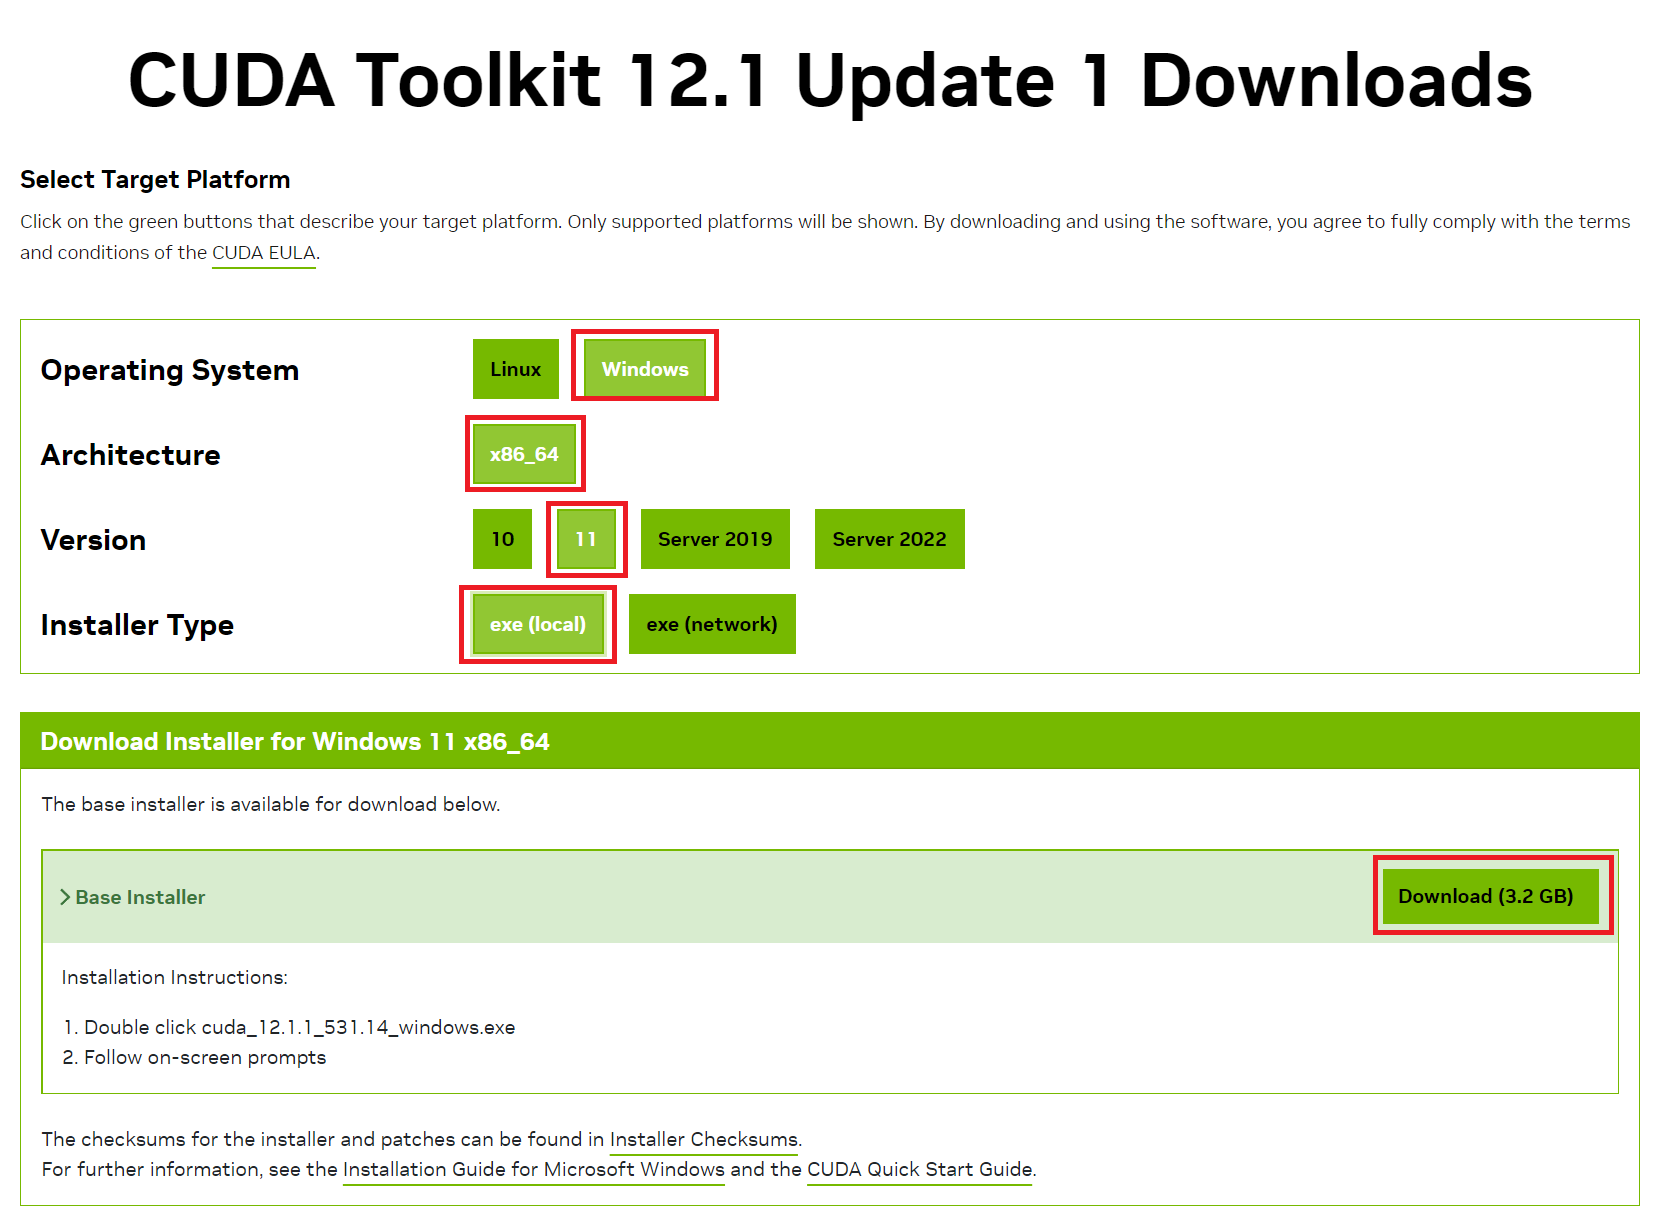 CUDA Toolkit 12.1 Update 1 Downloads
Select Target Platform
Click on the green buttons that describe your target platform. Only supported platforms will be shown. By downloading and using the software, you agree to fully comply with the terms
and conditions of the CUDA EULA.
Operating System
Linux
Windows
Architecture
x86_64
Version
10
11
Server 2019
Server 2022
Installer Type
exe (local)
exe (network)
Download Installer for Windows 11 x86_64
The base installer is available for download below.
Base Installer
Download (3.2 GB)
Installation Instructions:
1. Double click cuda_12.1.1_531.14_windows.exe
2. Follow on-screen prompts
The checksums for the installer and patches can be found in Installer Checksums.
For further information, see the Installation Guide for Microsoft Windows and the CUDA Quick Start Guide.